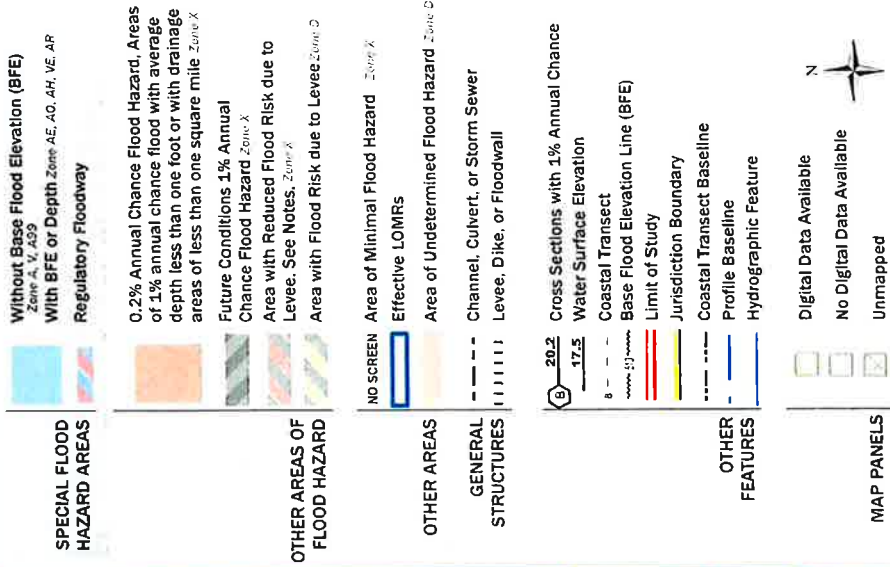 SPECIAL FLOOD
HAZARD AREAS
Without Base Flood Elevation (BFE)
Zone A, V, A99
With BFE or Depth Zone AE, AO, AH, VE, AR
Regulatory Floodway
OTHER AREAS OF
FLOOD HAZARD
0.2% Annual Chance Flood Hazard, Areas
of 1% annual chance flood with average
depth less than one foot or with drainage
areas of less than one square mile Zone X
Future Conditions 1% Annual
Chance Flood Hazard Zone X
Area with Reduced Flood Risk due to
Levee. See Notes. Zone X
Area with Flood Risk due to Levee Zone D
OTHER AREAS
NO SCREEN Area of Minimal Flood Hazard Zone X
Effective LOMRs
Area of Undetermined Flood Hazard Zone D
GENERAL
STRUCTURES
Channel, Culvert, or Storm Sewer
Levee, Dike, or Floodwall
OTHER
FEATURES
B 20.2 Cross Sections with 1% Annual Chance
17.5 Water Surface Elevation
8 Coastal Transect
Base Flood Elevation Line (BFE)
Limit of Study
Jurisdiction Boundary
Coastal Transect Baseline
Profile Baseline
Hydrographic Feature
MAP PANELS
Digital Data Available
No Digital Data Available
Unmapped
N